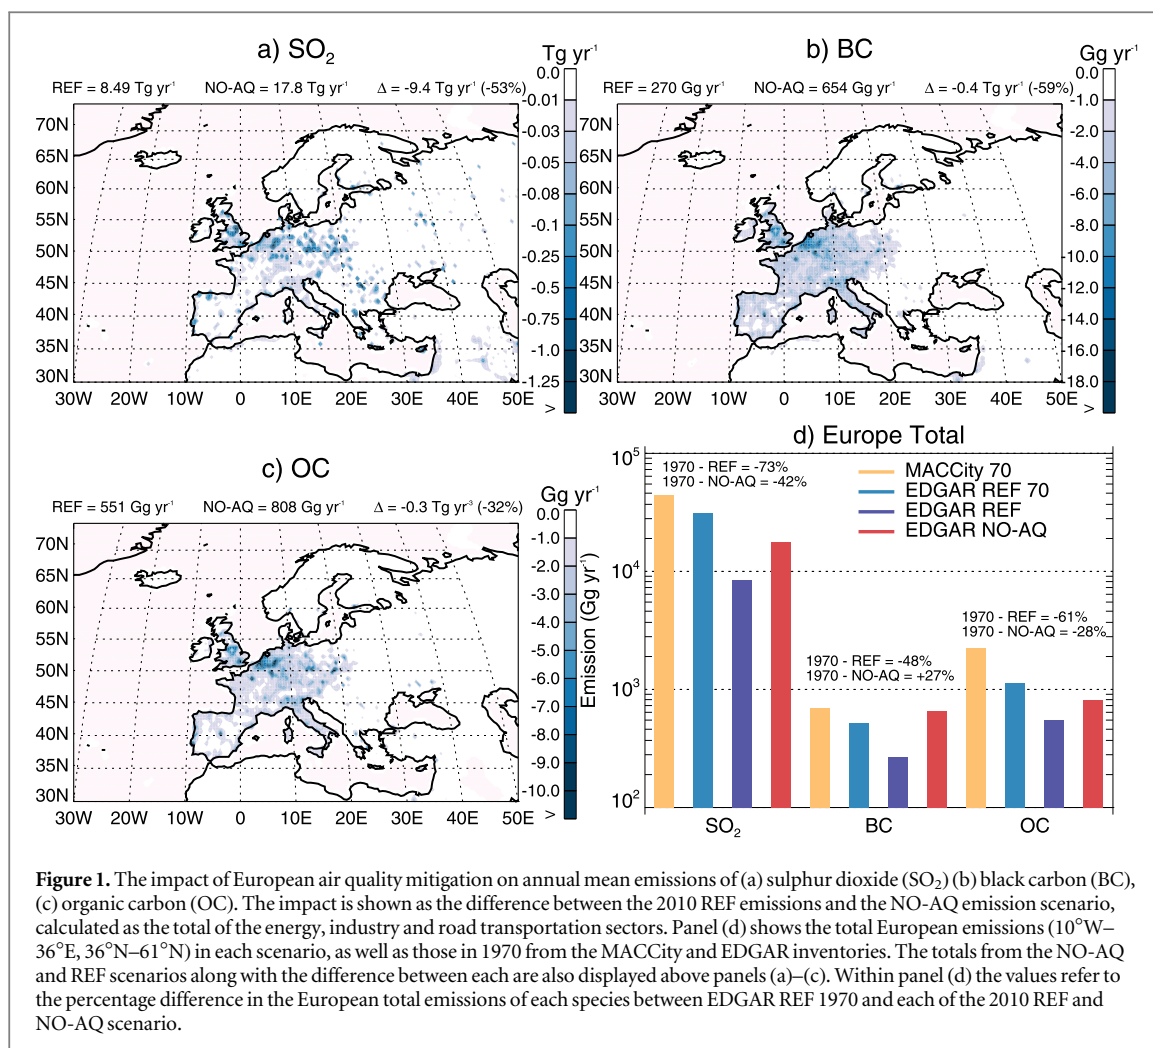 a) SO2
Tg yr-1
REF = 8.49 Tg yr-1 NO-AQ = 17.8 Tg yr-1 Δ = -9.4 Tg yr-1 (-53%)
70N
65N
60N
55N
50N
45N
40N
35N
30N
30W 20W 10W 0 10E 20E 30E 40E 50E
0.0
-0.01
-0.03
-0.05
-0.08
-0.1
-0.25
-0.5
-0.75
-1.0
-1.25
>
b) BC
Gg yr-1
REF = 270 Gg yr-1 NO-AQ = 654 Gg yr-1 Δ = -0.4 Tg yr-1 (-59%)
70N
65N
60N
55N
50N
45N
40N
35N
30N
30W 20W 10W 0 10E 20E 30E 40E 50E
0.0
-1.0
-2.0
-4.0
-6.0
-8.0
10.0
12.0
14.0
16.0
18.0
>
c) OC
Gg yr-1
REF = 551 Gg yr-1 NO-AQ = 808 Gg yr-1 Δ = -0.3 Tg yr-3 (-32%)
70N
65N
60N
55N
50N
45N
40N
35N
30N
30W 20W 10W 0 10E 20E 30E 40E 50E
0.0
-1.0
-2.0
-3.0
-4.0
-5.0
-6.0
-7.0
-8.0
-9.0
-10.0
>
d) Europe Total
Emission (Gg yr-1)
10^5
10^4
10^3
10^2
1970 - REF = -73%
1970 - NO-AQ = -42%
MACCity 70
EDGAR REF 70
EDGAR REF
EDGAR NO-AQ
1970 - REF = -48%
1970 - NO-AQ = +27%
1970 - REF = -61%
1970 - NO-AQ = -28%
SO2 BC OC
Figure 1. The impact of European air quality mitigation on annual mean emissions of (a) sulphur dioxide (SO2) (b) black carbon (BC),
(c) organic carbon (OC). The impact is shown as the difference between the 2010 REF emissions and the NO-AQ emission scenario,
calculated as the total of the energy, industry and road transportation sectors. Panel (d) shows the total European emissions (10°W–
36°E, 36°N–61°N) in each scenario, as well as those in 1970 from the MACCity and EDGAR inventories. The totals from the NO-AQ
and REF scenarios along with the difference between each are also displayed above panels (a)–(c). Within panel (d) the values refer to
the percentage difference in the European total emissions of each species between EDGAR REF 1970 and each of the 2010 REF and
NO-AQ scenario.